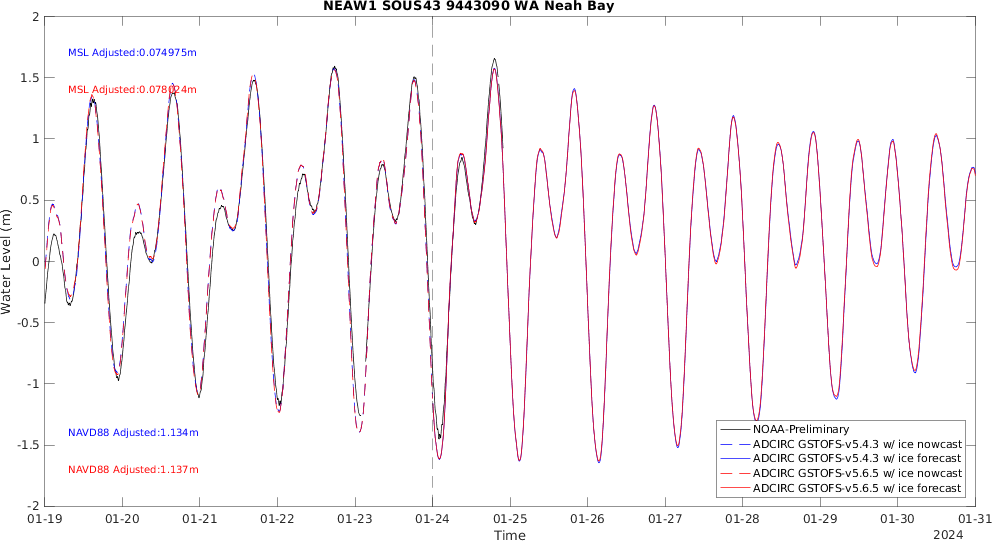 NEAW1 SOUS43 9443090 WA Neah Bay
2
1.5
1
0.5
0
-0.5
-1
-1.5
-2
Water Level (m)
MSL Adjusted:0.074975m
MSL Adjusted:0.078024m
NAVD88 Adjusted:1.134m
NAVD88 Adjusted:1.137m
NOAA-Preliminary
ADCIRC GSTOFS-v5.4.3 w/ ice nowcast
ADCIRC GSTOFS-v5.4.3 w/ ice forecast
ADCIRC GSTOFS-v5.6.5 w/ ice nowcast
ADCIRC GSTOFS-v5.6.5 w/ ice forecast
01-19 01-20 01-21 01-22 01-23 01-24 01-25 01-26 01-27 01-28 01-29 01-30 01-31
Time
2024